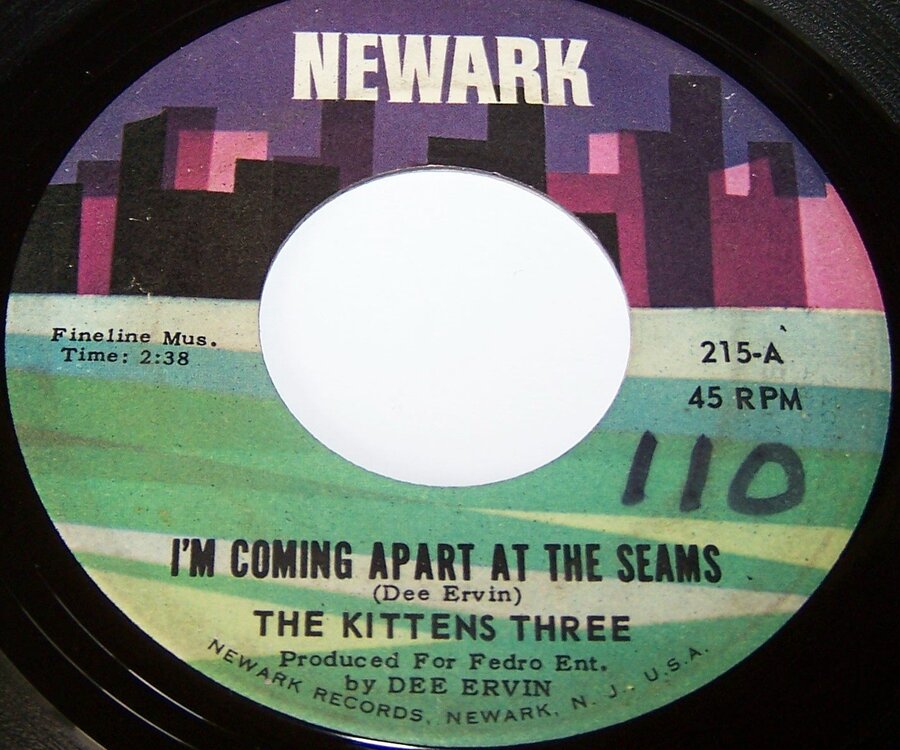 NEWARK
Fineline Mus.
Time: 2:38
215-A
45 RPM
110
I'M COMING APART AT THE SEAMS
(Dee Ervin)
THE KITTENS THREE
Produced For Fedro Ent.
by DEE ERVIN
NEWARK RECORDS, NEWARK, N. J. U.S.A.